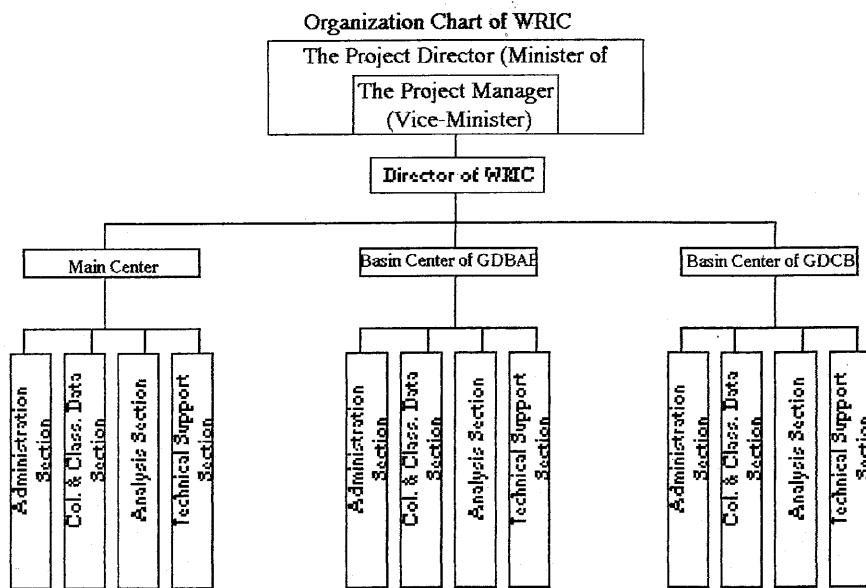 Organization Chart of WRIC
The Project Director (Minister of
The Project Manager
(Vice-Minister)
Director of WRIC
Main Center
Basin Center of GDBAB
Basin Center of GDCB
Administration
Section
Col. & Class. Data
Section
Analysis Section
Technical Support
Section
Administration
Section
Col. & Class. Data
Section
Analysis Section
Technical Support
Section
Administration
Section
Col. & Class. Data
Section
Analysis Section
Technical Support
Section